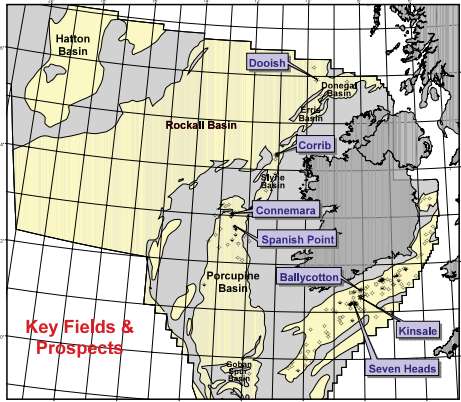 Hatton
Basin
Dooish
Donegal
Basin
Erris
Basin
Rockall Basin
Corrib
Slyne
Basin
Connemara
Spanish Point
Porcupine
Basin
Ballycotton
Key Fields &
Prospects
Kinsale
Goban
Spur
Basin
Seven Heads